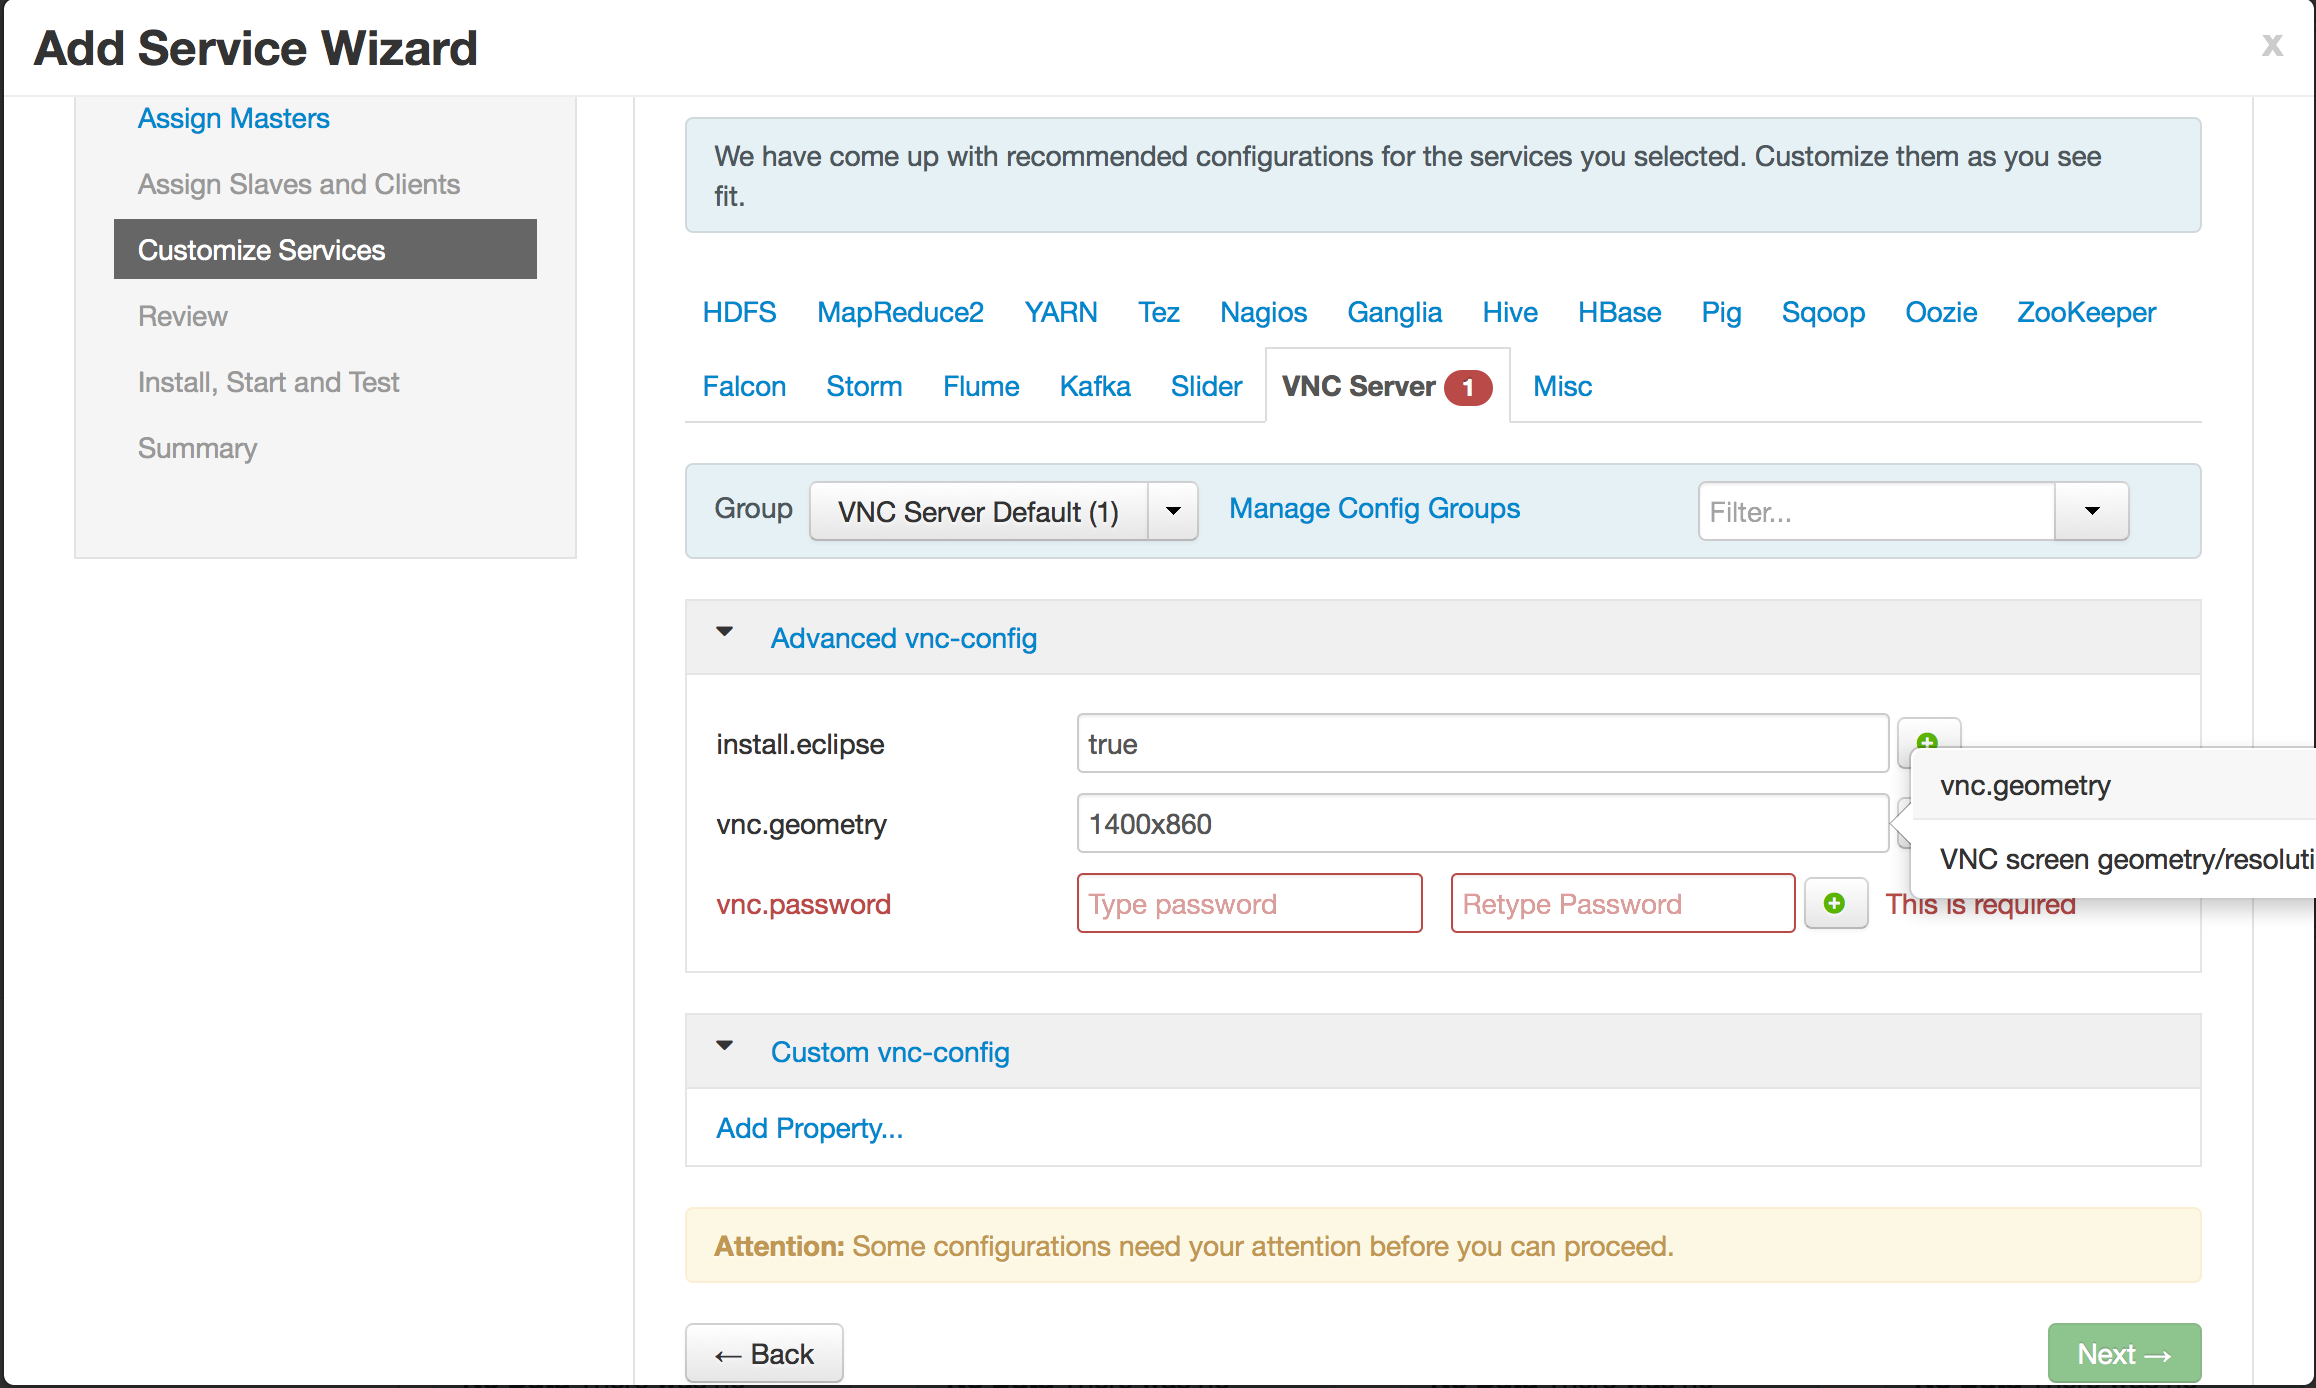 Add Service Wizard
x
Assign Masters
Assign Slaves and Clients
Customize Services
Review
Install, Start and Test
Summary
We have come up with recommended configurations for the services you selected. Customize them as you see
fit.
HDFS MapReduce2 YARN Tez Nagios Ganglia Hive HBase Pig Sqoop Oozie ZooKeeper
Falcon Storm Flume Kafka Slider VNC Server 1 Misc
Group VNC Server Default (1) Manage Config Groups Filter...
Advanced vnc-config
install.eclipse true
vnc.geometry
vnc.geometry 1400x860
VNC screen geometry/resoluti
vnc.password Type password Retype Password This is required
Custom vnc-config
Add Property...
Attention: Some configurations need your attention before you can proceed.
← Back
Next →